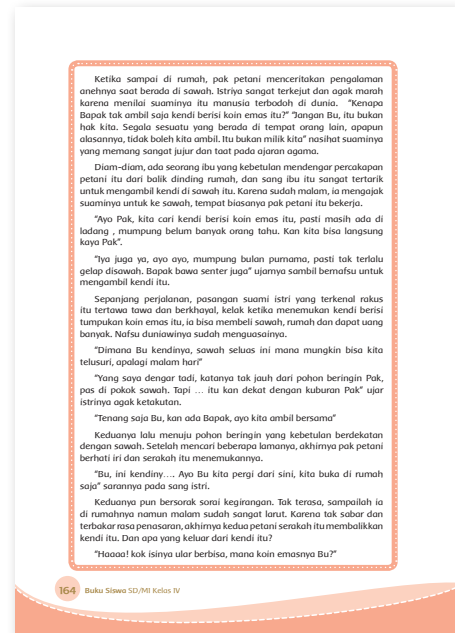 Ketika sampai di rumah, pak petani menceritakan pengalaman
anehnya saat berada di sawah. Istriya sangat terkejut dan agak marah
karena menilai suaminya itu manusia terbodoh di dunia. "Kenapa
Bapak tak ambil saja kendi berisi koin emas itu?" "Jangan Bu, itu bukan
hak kita. Segala sesuatu yang berada di tempat orang lain, apapun
alasannya, tidak boleh kita ambil. Itu bukan milik kita" nasihat suaminya
yang memang sangat jujur dan taat pada ajaran agama.
Diam-diam, ada seorang ibu yang kebetulan mendengar percakapan
petani itu dari balik dinding rumah, dan sang ibu itu sangat tertarik
untuk mengambil kendi di sawah itu. Karena sudah malam, ia mengajak
suaminya untuk ke sawah, tempat biasanya pak petani itu bekerja.
"Ayo Pak, kita cari kendi berisi koin emas itu, pasti masih ada di
ladang , mumpung belum banyak orang tahu. Kan kita bisa langsung
kaya Pak".
"Iya juga ya, ayo ayo, mumpung bulan purnama, pasti tak terlalu
gelap disawah. Bapak bawa senter juga" ujarnya sambil bernafsu untuk
mengambil kendi itu.
Sepanjang perjalanan, pasangan suami istri yang terkenal rakus
itu tertawa tawa dan berkhayal, kelak ketika menemukan kendi berisi
tumpukan koin emas itu, ia bisa membeli sawah, rumah dan dapat uang
banyak. Nafsu duniawinya sudah menguasainya.
"Dimana Bu kendinya, sawah seluas ini mana mungkin bisa kita
telusuri, apalagi malam hari"
"Yang saya dengar tadi, katanya tak jauh dari pohon beringin Pak,
pas di pokok sawah. Tapi ... itu kan dekat dengan kuburan Pak" ujar
istrinya agak ketakutan.
"Tenang saja Bu, kan ada Bapak, ayo kita ambil bersama"
Keduanya lalu menuju pohon beringin yang kebetulan berdekatan
dengan sawah. Setelah mencari beberapa lamanya, akhirnya pak petani
berhati iri dan serakah itu menemukannya.
"Bu, ini kendiny.... Ayo Bu kita pergi dari sini, kita buka di rumah
saja" sarannya pada sang istri.
Keduanya pun bersorak sorai kegirangan. Tak terasa, sampailah ia
di rumahnya namun malam sudah sangat larut. Karena tak sabar dan
terbakar rasa penasaran, akhirnya kedua petani serakah itu membalikkan
kendi itu. Dan apa yang keluar dari kendi itu?
"Haaaa! kok isinya ular berbisa, mana koin emasnya Bu?"
164 Buku Siswa SD/MI Kelas IV